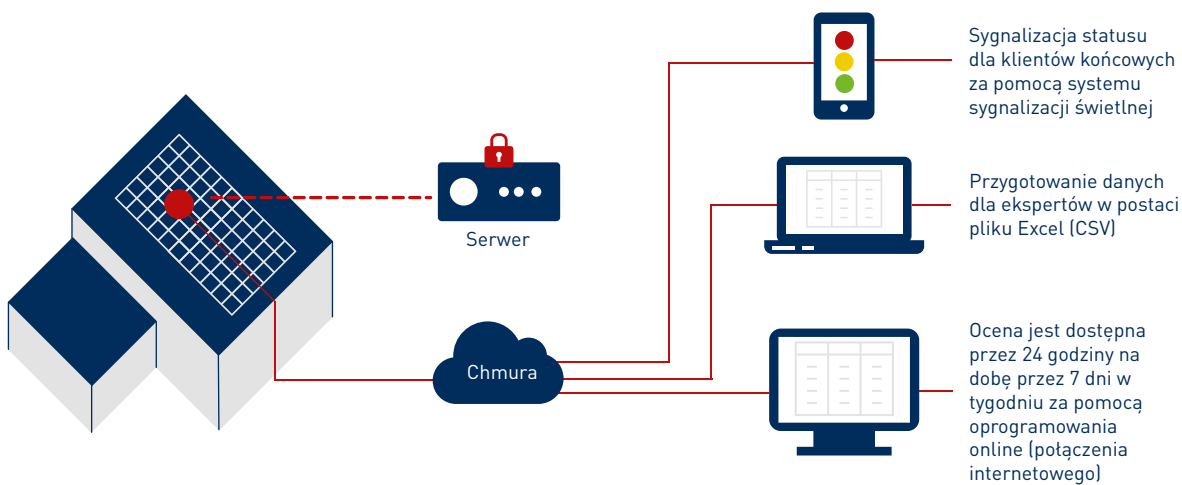 Sygnalizacja statusu
dla klientów końcowych
za pomocą systemu
sygnalizacji świetlnej
Serwer
Przygotowanie danych
dla ekspertów w postaci
pliku Excel (CSV)
Chmura
Ocena jest dostępna
przez 24 godziny na
dobę przez 7 dni w
tygodniu za pomocą
oprogramowania
online (połączenia
internetowego)